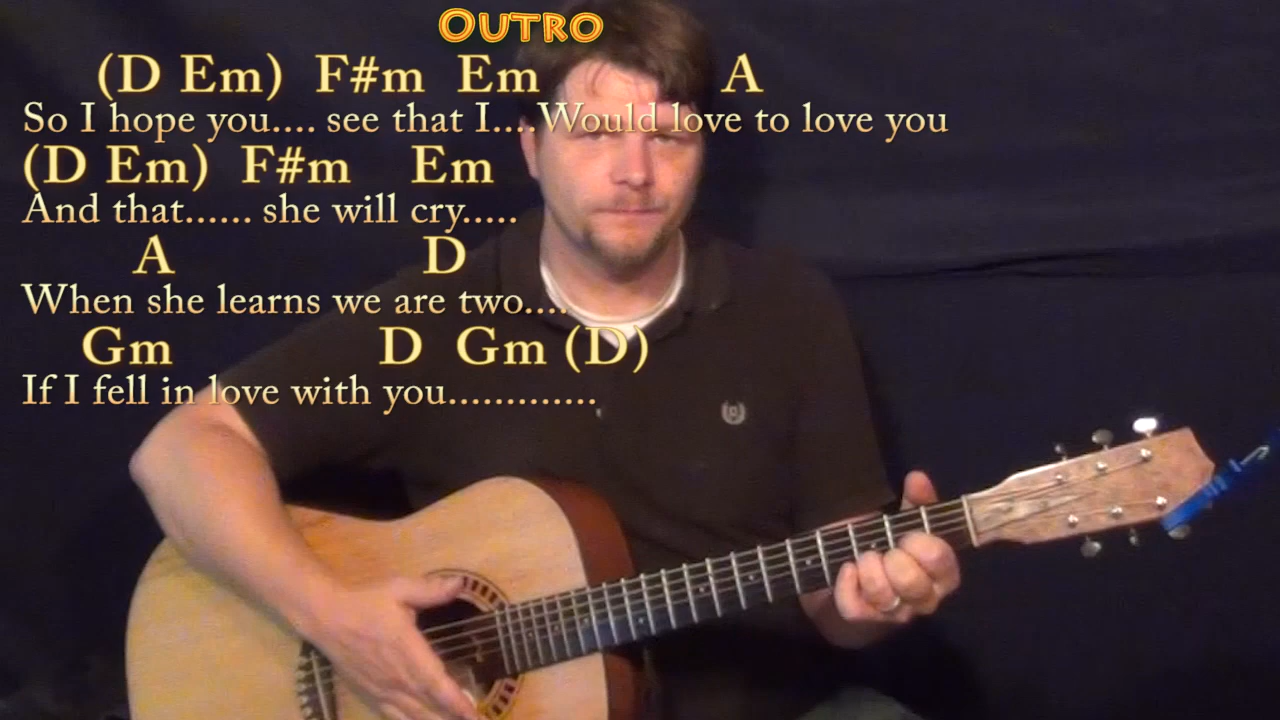 OUTRO
(D Em) F#m Em A
So I hope you.... see that I....Would love to love you
(D Em) F#m Em
And that...... she will cry.....
A D
When she learns we are two....
Gm D Gm (D)
If I fell in love with you.............